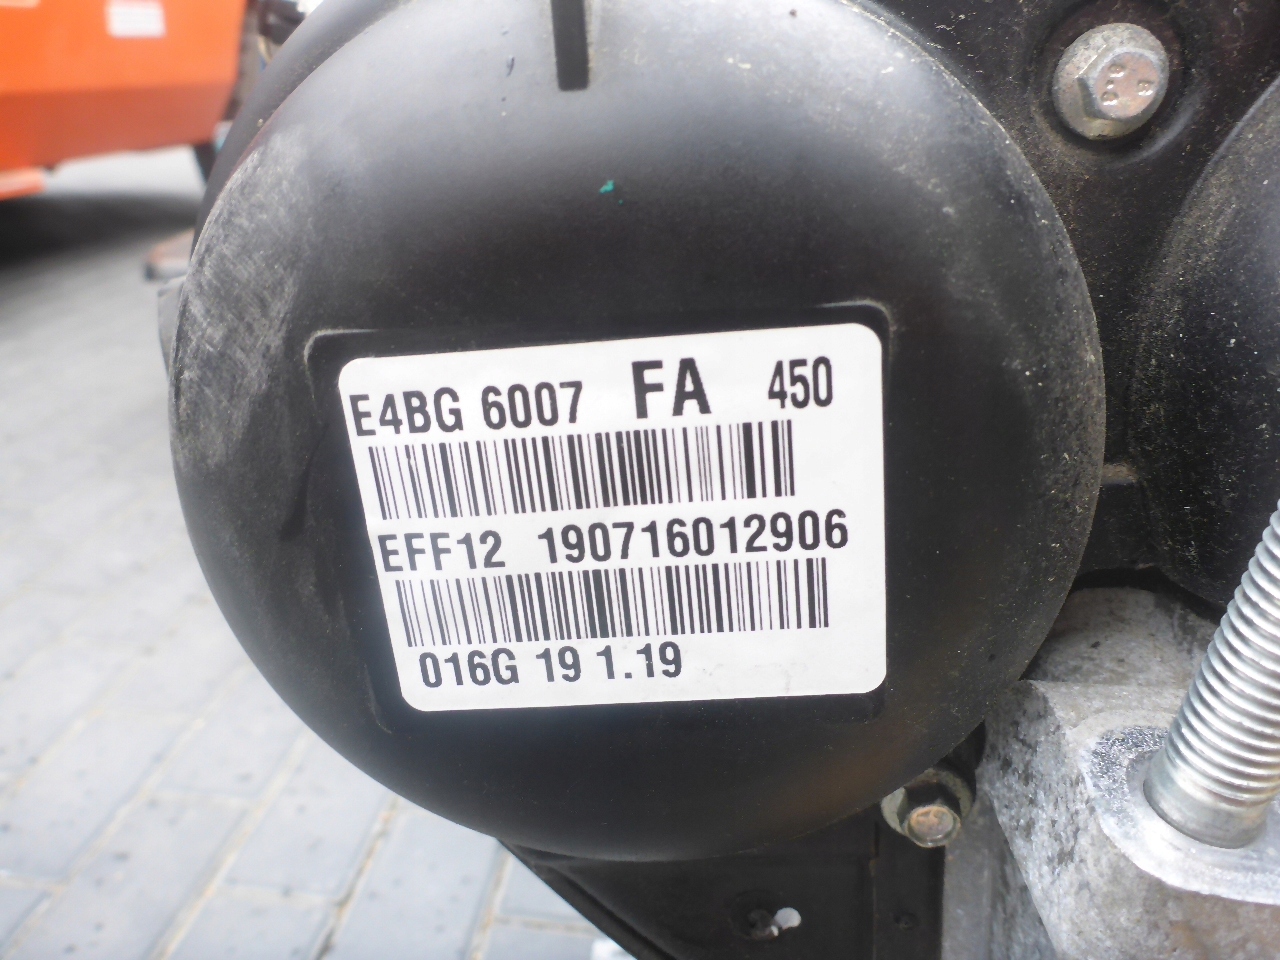 E4BG 6007 FA 450
EFF12 190716012906
016G 19 1.19